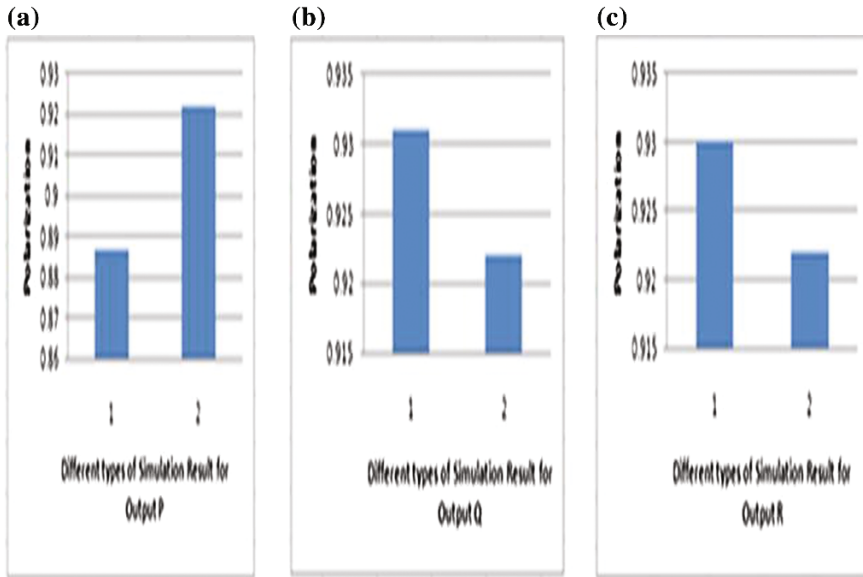 (a)
0.93
0.92
0.91
0.9
0.89
0.88
0.87
0.86
Polarization
1 2
Different types of Simulation Result for
Output P
(b)
0.935
0.93
0.925
0.92
0.915
Polarization
1 2
Different types of Simulation Result for
Output Q
(c)
0.935
0.93
0.925
0.92
0.915
Polarization
1 2
Different types of Simulation Result for
Output R